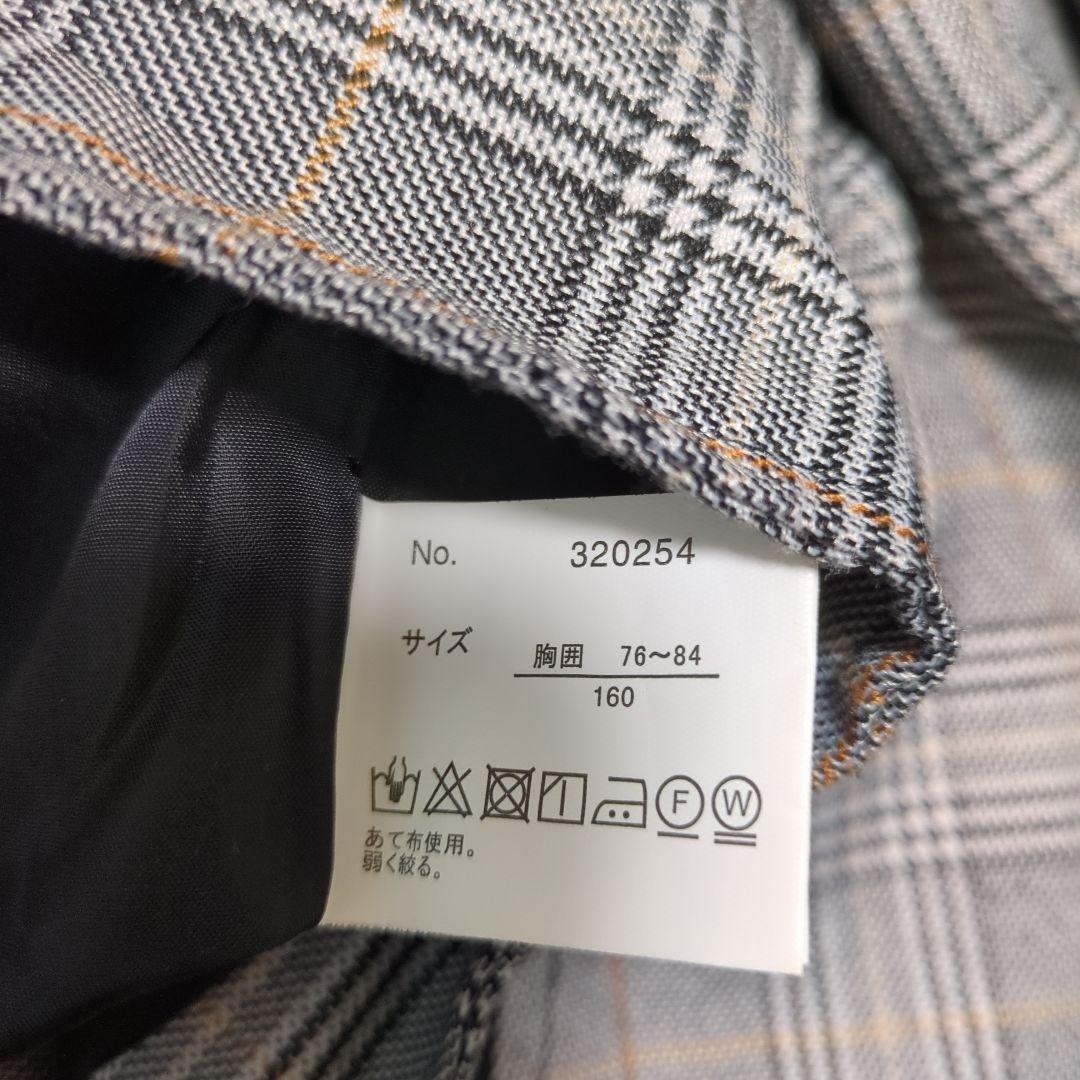 No. 320254
サイズ 胸囲 76〜84
160
F W
あて布使用。
弱く絞る。